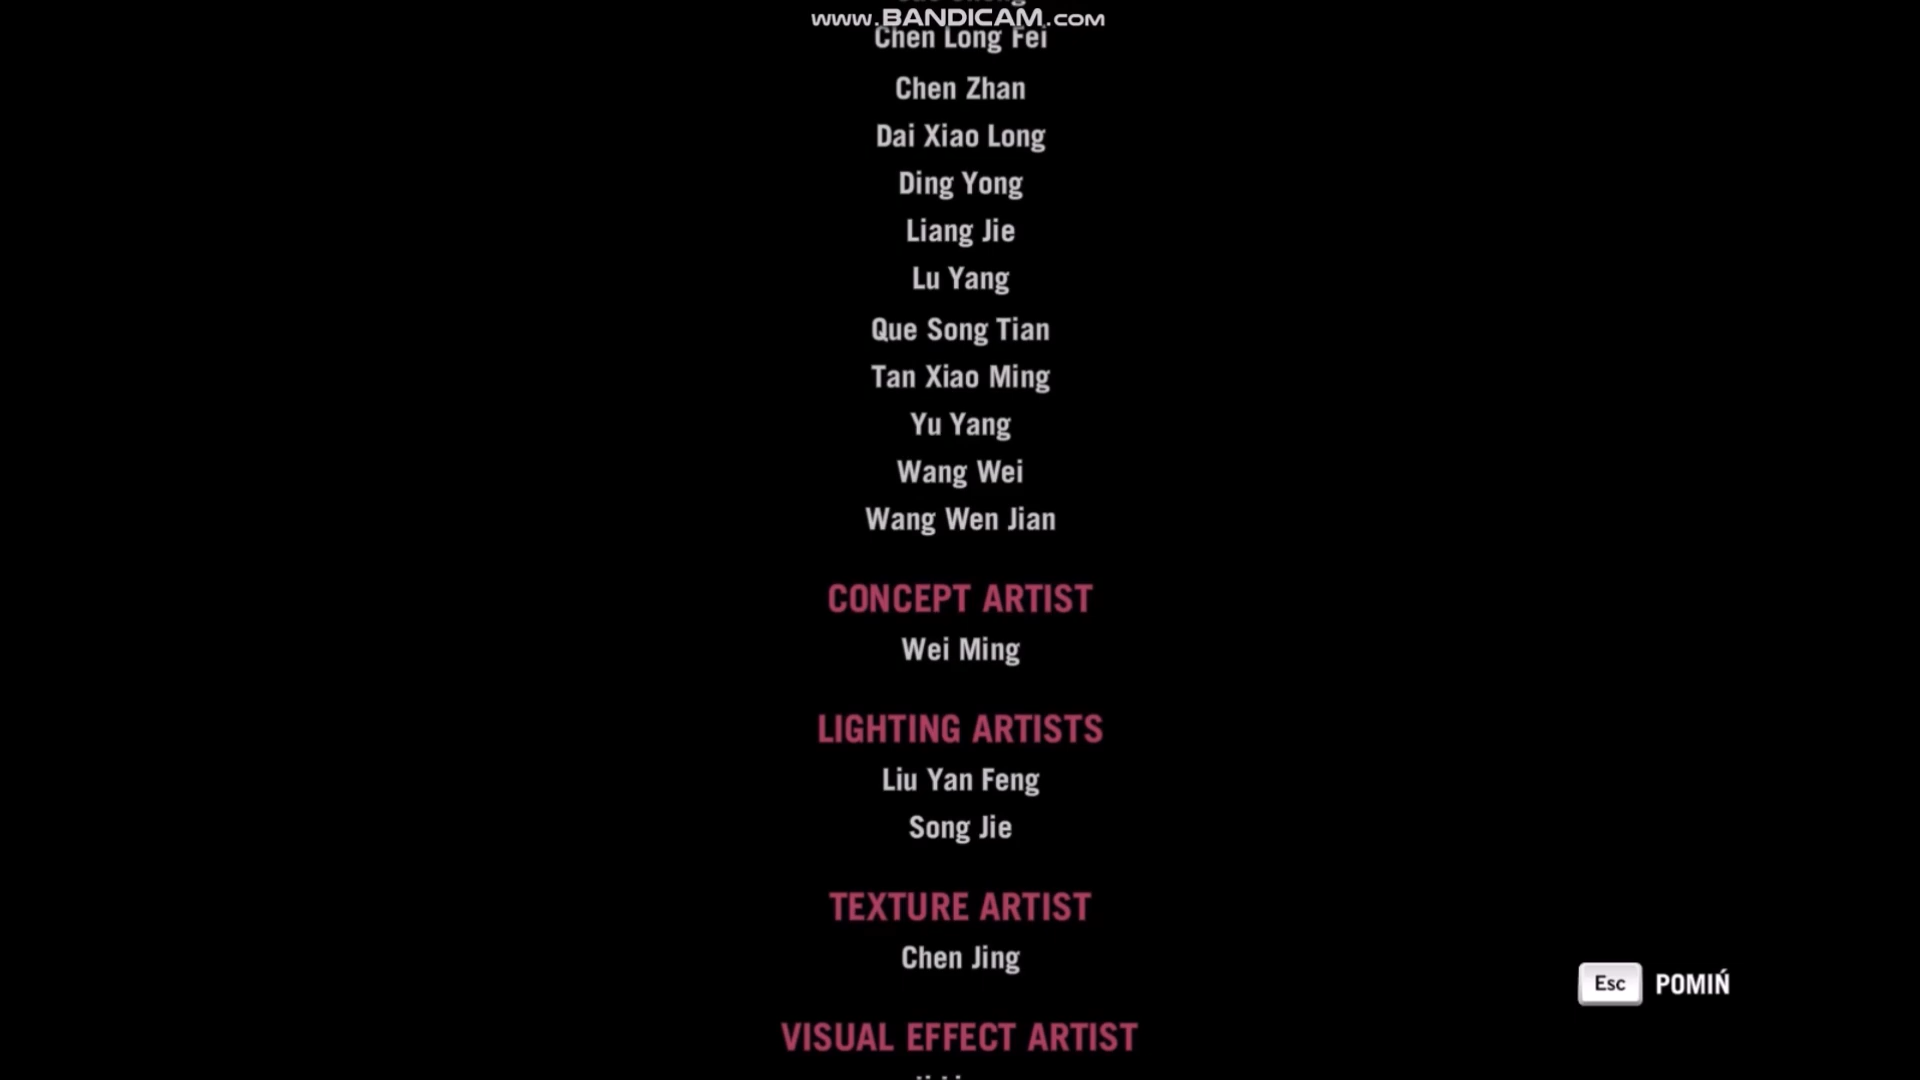 www.BANDICAM.com
Chen Long Fei
Chen Zhan
Dai Xiao Long
Ding Yong
Liang Jie
Lu Yang
Que Song Tian
Tan Xiao Ming
Yu Yang
Wang Wei
Wang Wen Jian
CONCEPT ARTIST
Wei Ming
LIGHTING ARTISTS
Liu Yan Feng
Song Jie
TEXTURE ARTIST
Chen Jing
Esc POMIŃ
VISUAL EFFECT ARTIST